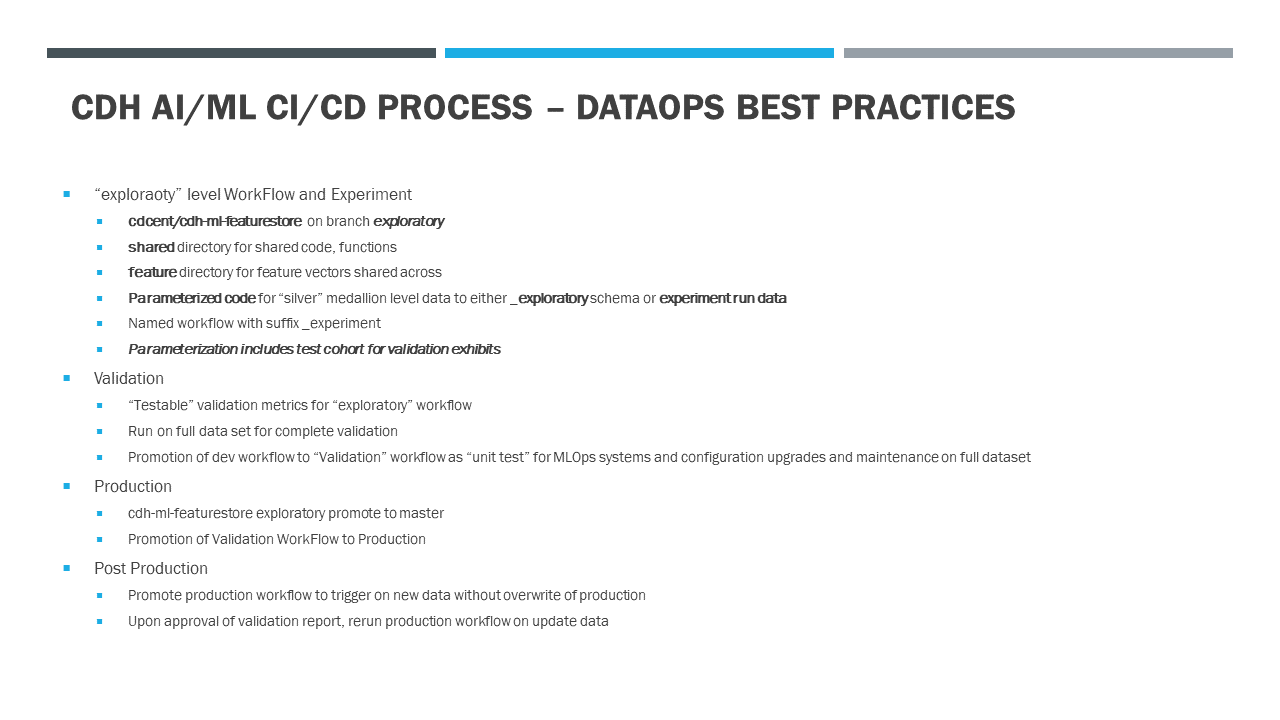 CDH AI/ML CI/CD PROCESS – DATAOPS BEST PRACTICES
“exploraoty” level WorkFlow and Experiment
cdcent/cdh-ml-featurestore on branch exploratory
shared directory for shared code, functions
feature directory for feature vectors shared across
Parameterized code for “silver” medallion level data to either _exploratory schema or experiment run data
Named workflow with suffix _experiment
Parameterization includes test cohort for validation exhibits
Validation
“Testable” validation metrics for “exploratory” workflow
Run on full data set for complete validation
Promotion of dev workflow to “Validation” workflow as “unit test” for MLOps systems and configuration upgrades and maintenance on full dataset
Production
cdh-ml-featurestore exploratory promote to master
Promotion of Validation WorkFlow to Production
Post Production
Promote production workflow to trigger on new data without overwrite of production
Upon approval of validation report, rerun production workflow on update data